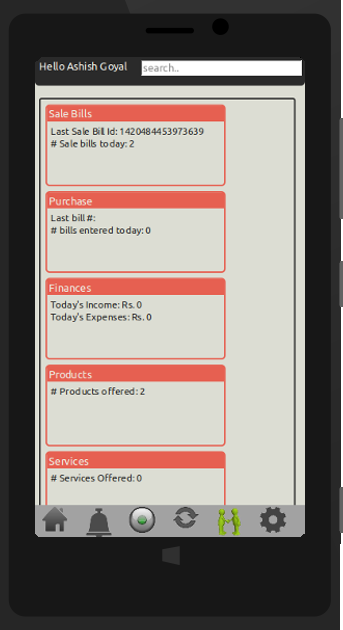 Hello Ashish Goyal
search..
Sale Bills
Last Sale Bill Id: 1420484453973639
# Sale bills today: 2
Purchase
Last bill #:
# bills entered today: 0
Finances
Today's Income: Rs. 0
Today's Expenses: Rs. 0
Products
# Products offered: 2
Services
# Services Offered: 0